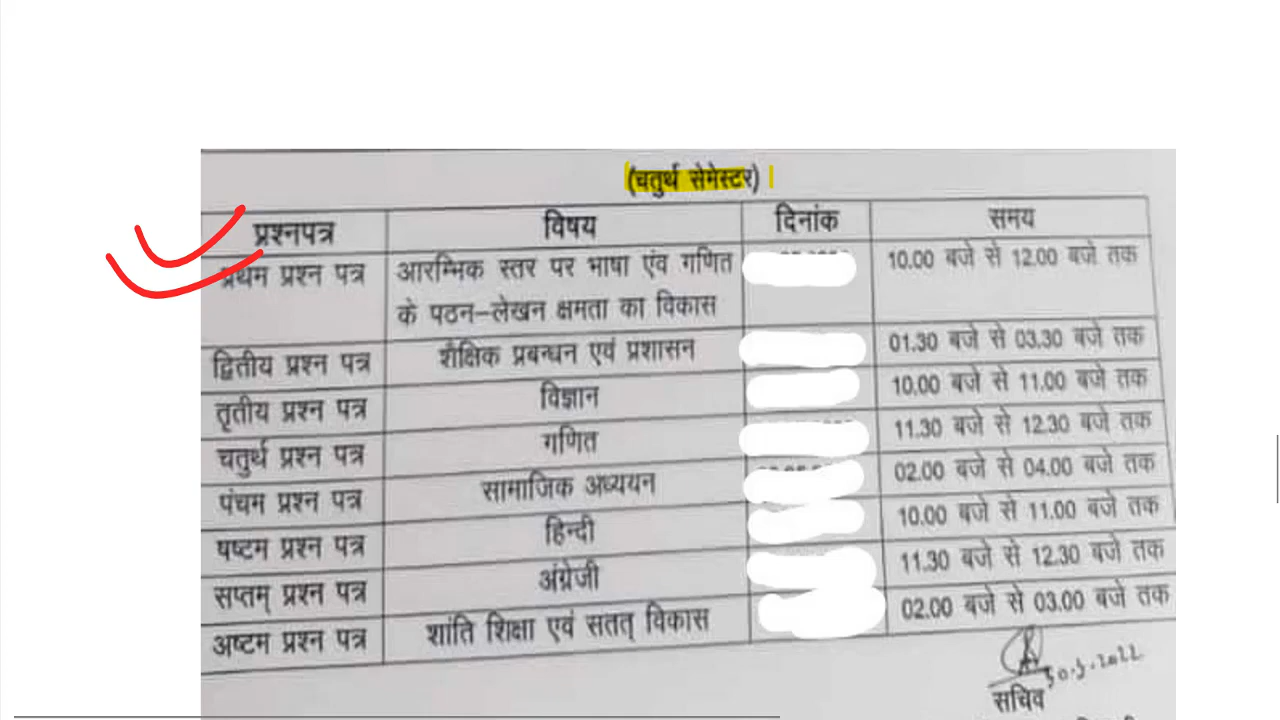 (चतुर्थ सेमेस्टर)
प्रश्नपत्र विषय दिनांक समय
प्रथम प्रश्न पत्र आरम्भिक स्तर पर भाषा एंव गणित 10.00 बजे से 12.00 बजे तक
के पठन–लेखन क्षमता का विकास
द्वितीय प्रश्न पत्र शैक्षिक प्रबन्धन एवं प्रशासन 01.30 बजे से 03.30 बजे तक
तृतीय प्रश्न पत्र विज्ञान 10.00 बजे से 11.00 बजे तक
चतुर्थ प्रश्न पत्र गणित 11.30 बजे से 12.30 बजे तक
पंचम प्रश्न पत्र सामाजिक अध्ययन 02.00 बजे से 04.00 बजे तक
षष्टम प्रश्न पत्र हिन्दी 10.00 बजे से 11.00 बजे तक
सप्तम् प्रश्न पत्र अंग्रेजी 11.30 बजे से 12.30 बजे तक
अष्टम प्रश्न पत्र शांति शिक्षा एवं सतत् विकास 02.00 बजे से 03.00 बजे तक
30.3.2022
सचिव